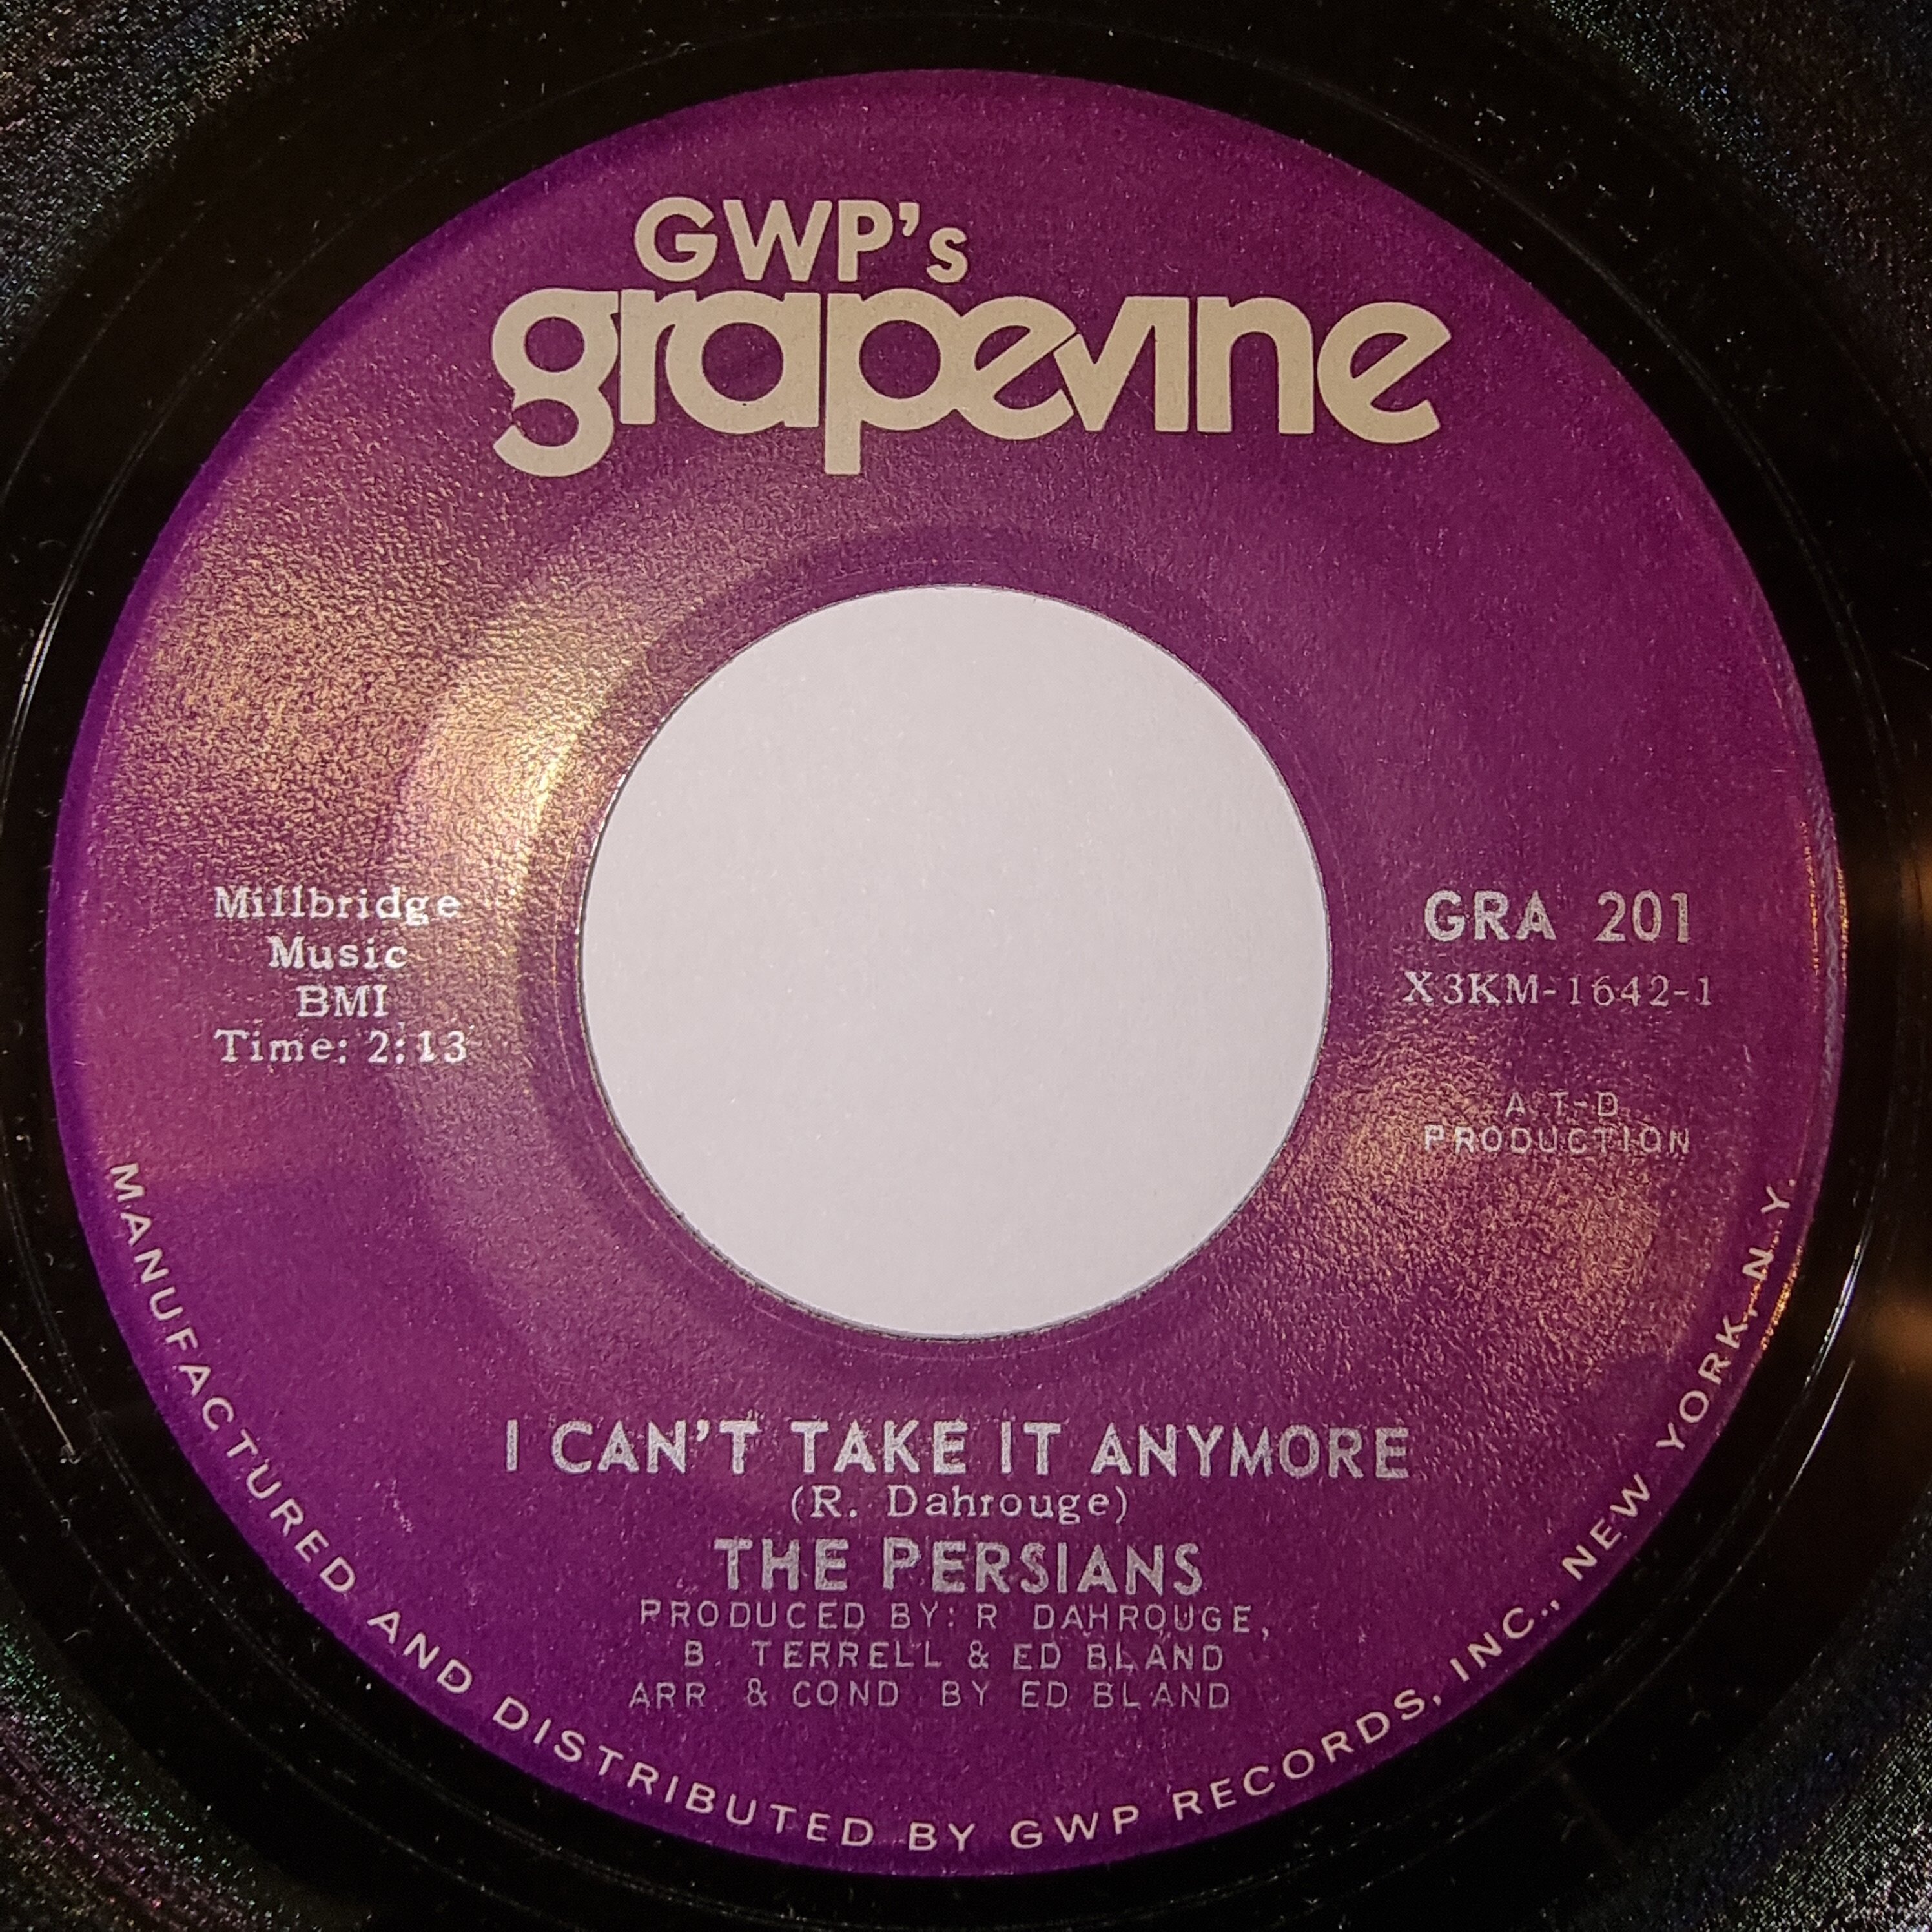 GWP's
grapevine
Millbridge
Music
BMI
Time: 2:13
GRA 201
X3KM-1642-1
A T-D
PRODUCTION
I CAN'T TAKE IT ANYMORE
(R. Dahrouge)
THE PERSIANS
PRODUCED BY: R DAHROUGE,
B. TERRELL & ED BLAND
ARR & COND BY ED BLAND
MANUFACTURED AND DISTRIBUTED BY GWP RECORDS, INC., NEW YORK, N.Y.